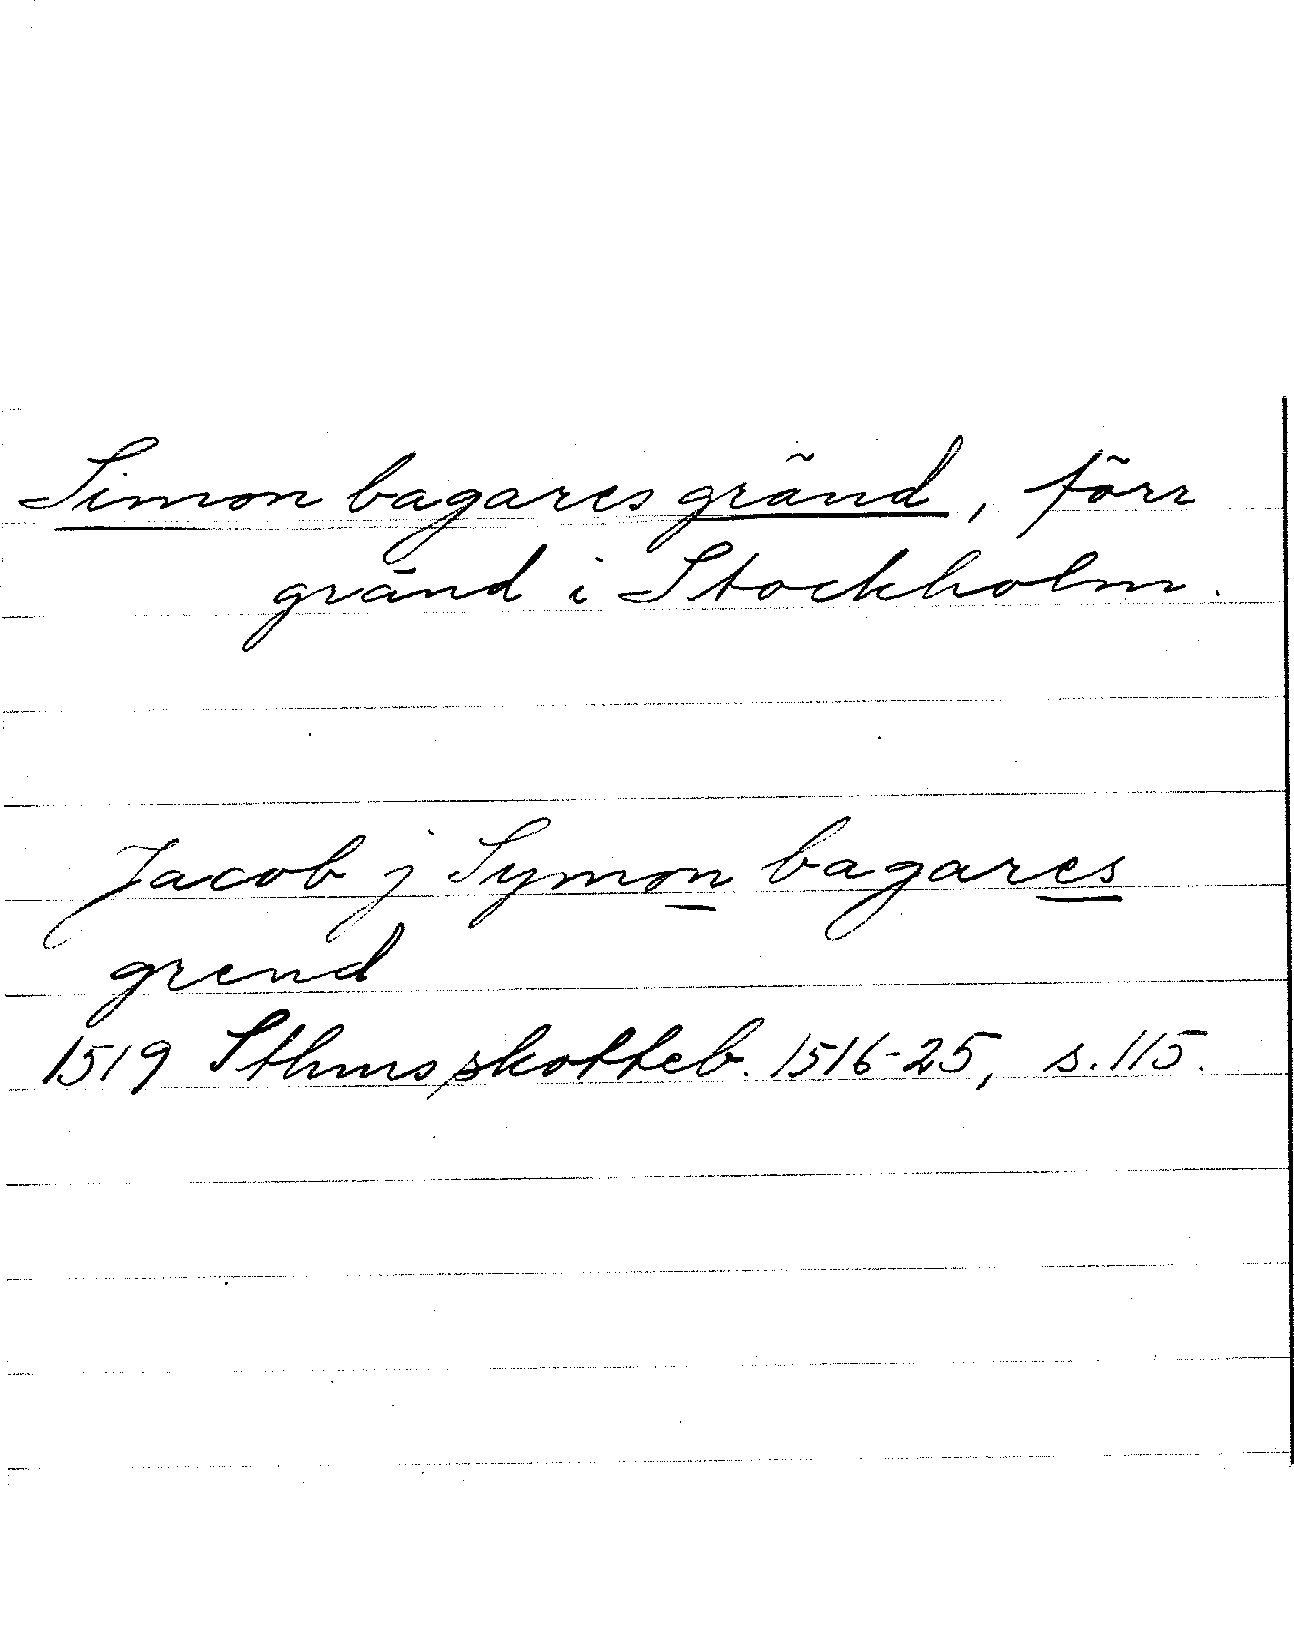 Simon bagares gränd, förr
gränd i Stockholm.
Jacob j Symon bagares
grend
1519 Sthms skotteb. 1516-25, s. 115.